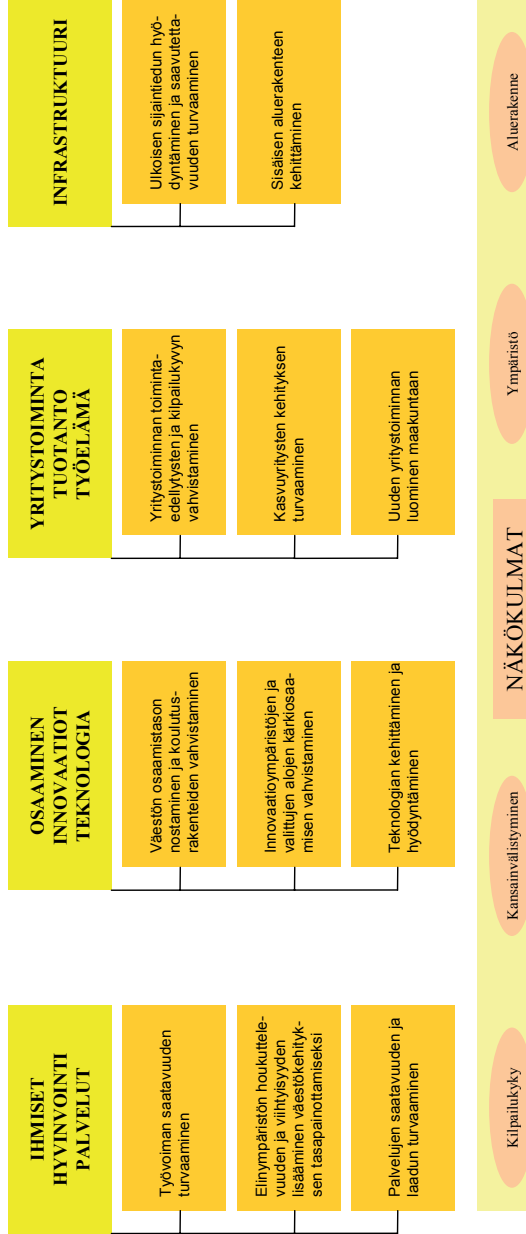 IHMISET
HYVINVOINTI
PALVELUT
Työvoiman saatavuuden
turvaaminen
Elinympäristön houkuttele-
vuuden ja viihtyisyyden
lisääminen väestökehityk-
sen tasapainottamiseksi
Palvelujen saatavuuden ja
laadun turvaaminen
OSAAMINEN
INNOVAATIOT
TEKNOLOGIA
Väestön osaamistason
nostaminen ja koulutus-
rakenteiden vahvistaminen
Innovaatioympäristöjen ja
valittujen alojen kärkiosaa-
misen vahvistaminen
Teknologian kehittäminen ja
hyödyntäminen
YRITYSTOIMINTA
TUOTANTO
TYÖELÄMÄ
Yritystoiminnan toiminta-
edellytysten ja kilpailukyvyn
vahvistaminen
Kasvuyritysten kehityksen
turvaaminen
Uuden yritystoiminnan
luominen maakuntaan
INFRASTRUKTUURI
Ulkoisen sijaintiedun hyö-
dyntäminen ja saavutetta-
vuuden turvaaminen
Sisäisen aluerakenteen
kehittäminen
Kilpailukyky
Kansainvälistyminen
NÄKÖKULMAT
Ympäristö
Aluerakenne